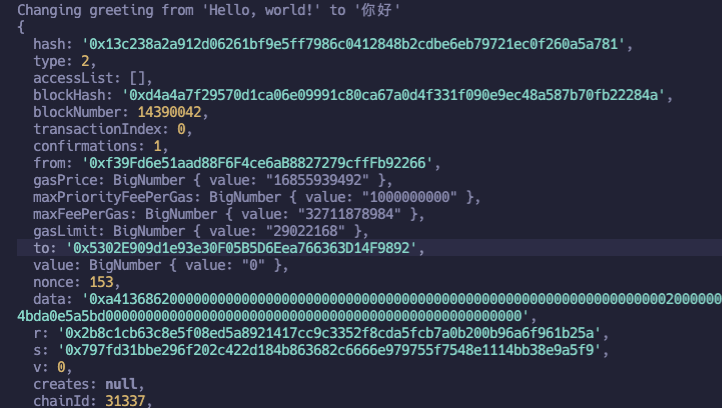 Changing greeting from 'Hello, world!' to '你好'
{
hash: '0x13c238a2a912d06261bf9e5ff7986c0412848b2cdbe6eb79721ec0f260a5a781',
type: 2,
accessList: [],
blockHash: '0xd4a4a7f29570d1ca06e09991c80ca67a0d4f331f090e9ec48a587b70fb22284a',
blockNumber: 14390042,
transactionIndex: 0,
confirmations: 1,
from: '0xf39Fd6e51aad88F6F4ce6aB8827279cffFb92266',
gasPrice: BigNumber { value: "16855939492" },
maxPriorityFeePerGas: BigNumber { value: "1000000000" },
maxFeePerGas: BigNumber { value: "32711878984" },
gasLimit: BigNumber { value: "29022168" },
to: '0x5302E909d1e93e30F05B5D6Eea766363D14F9892',
value: BigNumber { value: "0" },
nonce: 153,
data: '0xa41368620000000000000000000000000000000000000000000000000000000000000002000000
4bda0e5a5bd0000000000000000000000000000000000000000000000000000',
r: '0x2b8c1cb63c8e5f08ed5a8921417cc9c3352f8cda5fcb7a0b200b96a6f961b25a',
s: '0x797fd31bbe296f202c422d184b863682c6666e979755f7548e1114bb38e9a5f9',
v: 0,
creates: null,
chainId: 31337,